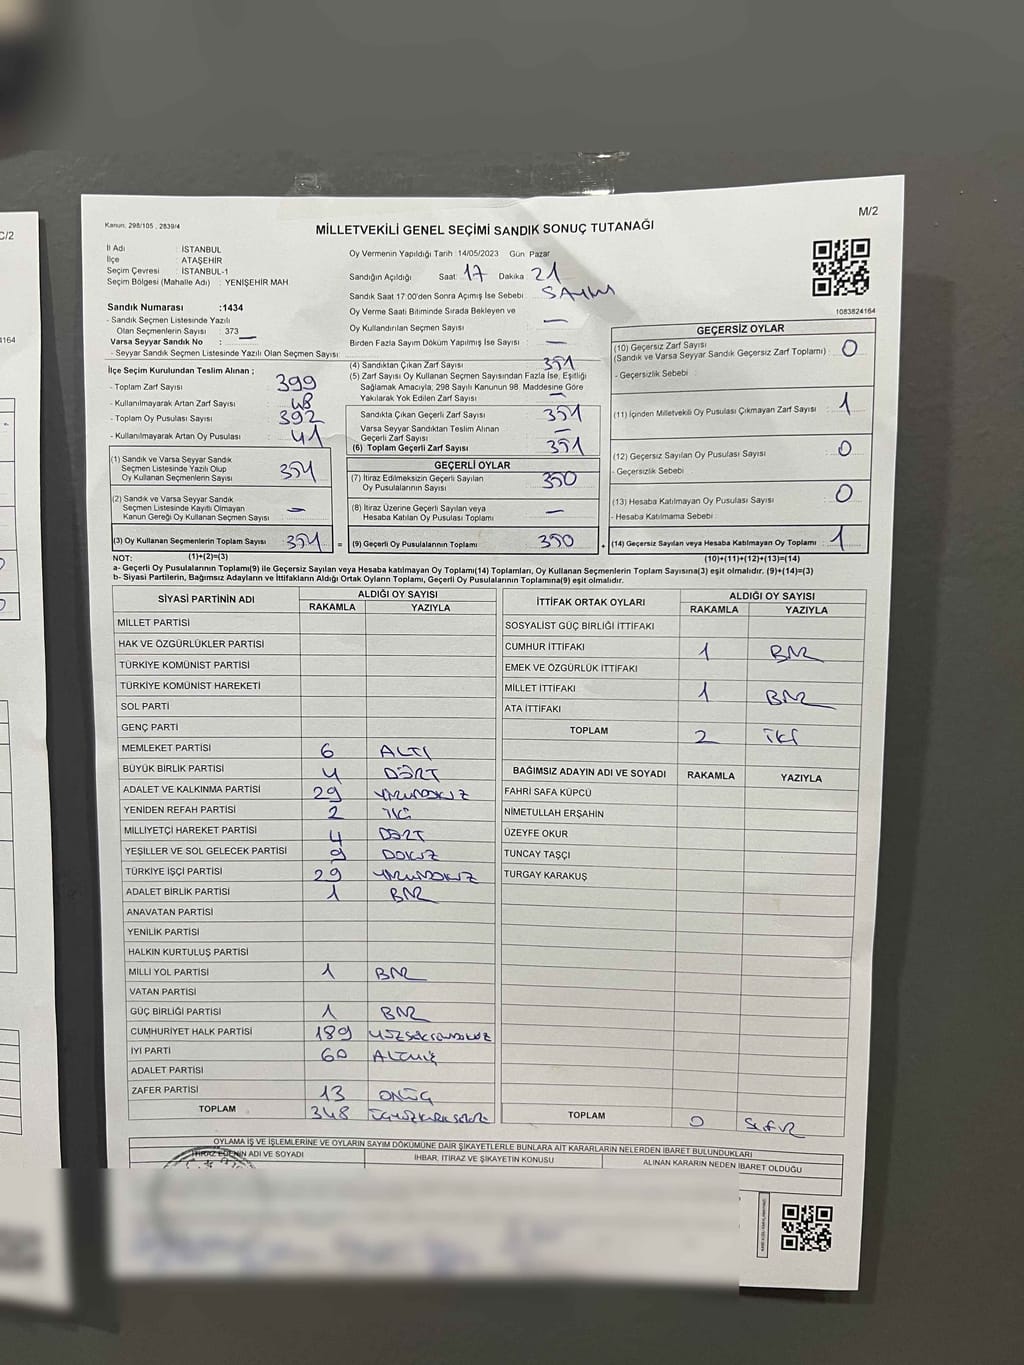 Kanun. 298/105 , 2839/4
M/2
MİLLETVEKİLİ GENEL SEÇİMİ SANDIK SONUÇ TUTANAĞI
İl Adı : İSTANBUL
İlçe : ATAŞEHİR
Seçim Çevresi : İSTANBUL-1
Seçim Bölgesi (Mahalle Adı) : YENİŞEHİR MAH
Oy Vermenin Yapıldığı Tarih :14/05/2023 Gün Pazar
Sandığın Açıldığı Saat: 17 Dakika 21
Sandık Saat 17:00'den Sonra Açımış İse Sebebi SAYIM
Oy Verme Saati Bitiminde Sırada Bekleyen ve
Oy Kullandırılan Seçmen Sayısı —
Birden Fazla Sayım Döküm Yapılmış İse Sayısı : —
1083824164
Sandık Numarası :1434
- Sandık Seçmen Listesinde Yazılı
Olan Seçmenlerin Sayısı : 373
Varsa Seyyar Sandık No : —
- Seyyar Sandık Seçmen Listesinde Yazılı Olan Seçmen Sayısı:
İlçe Seçim Kurulundan Teslim Alınan ;
- Toplam Zarf Sayısı : 399
- Kullanılmayarak Artan Zarf Sayısı : 48
- Toplam Oy Pusulası Sayısı : 392
- Kullanılmayarak Artan Oy Pusulası : 41
(1) Sandık ve Varsa Seyyar Sandık
Seçmen Listesinde Yazılı Olup
Oy Kullanan Seçmenlerin Sayısı 351
(2) Sandık ve Varsa Seyyar Sandık
Seçmen Listesinde Kayıtlı Olmayan
Kanun Gereği Oy Kullanan Seçmen Sayısı —
(3) Oy Kullanan Seçmenlerin Toplam Sayısı 351 =
(4) Sandıktan Çıkan Zarf Sayısı : 351
(5) Zarf Sayısı Oy Kullanan Seçmen Sayısından Fazla İse, Eşitliği
Sağlamak Amacıyla; 298 Sayılı Kanunun 98. Maddesine Göre
Yakılarak Yok Edilen Zarf Sayısı : —
Sandıkta Çıkan Geçerli Zarf Sayısı : 351
Varsa Seyyar Sandıktan Teslim Alınan
Geçerli Zarf Sayısı : —
(6) Toplam Geçerli Zarf Sayısı : 351
GEÇERLİ OYLAR
(7) İtiraz Edilmeksizin Geçerli Sayılan
Oy Pusulalarının Sayısı 350
(8) İtiraz Üzerine Geçerli Sayılan veya
Hesaba Katılan Oy Pusulası Toplamı —
(9) Geçerli Oy Pusulalarının Toplamı 350 +
GEÇERSİZ OYLAR
(10) Geçersiz Zarf Sayısı
(Sandık ve Varsa Seyyar Sandık Geçersiz Zarf Toplamı) : 0
- Geçersizlik Sebebi :
(11) İçinden Milletvekili Oy Pusulası Çıkmayan Zarf Sayısı : 1
(12) Geçersiz Sayılan Oy Pusulası Sayısı : 0
- Geçersizlik Sebebi
(13) Hesaba Katılmayan Oy Pusulası Sayısı : 0
- Hesaba Katılmama Sebebi
(14) Geçersiz Sayılan veya Hesaba Katılmayan Oy Toplamı : 1
NOT: (1)+(2)=(3)
(10)+(11)+(12)+(13)=(14)
a- Geçerli Oy Pusulaları(9) ile Geçersiz Sayılan veya Hesaba katılmayan Oy Toplamı(14) Toplamları, Oy Kullanan Seçmenlerin Toplam Sayısına(3) eşit olmalıdır. (9)+(14)=(3)
b- Siyasi Partilerin, Bağımsız Adayların ve İttifakların Aldığı Ortak Oyların Toplamı, Geçerli Oy Pusulalarının Toplamına(9) eşit olmalıdır.
SİYASİ PARTİNİN ADI ALDIĞI OY SAYISI
RAKAMLA YAZIYLA
MİLLET PARTİSİ
HAK VE ÖZGÜRLÜKLER PARTİSİ
TÜRKİYE KOMÜNİST PARTİSİ
TÜRKİYE KOMÜNİST HAREKETİ
SOL PARTİ
GENÇ PARTİ
MEMLEKET PARTİSİ 6 ALTI
BÜYÜK BİRLİK PARTİSİ 4 DÖRT
ADALET VE KALKINMA PARTİSİ 29 YİRMİDOKUZ
YENİDEN REFAH PARTİSİ 2 İKİ
MİLLİYETÇİ HAREKET PARTİSİ 4 DÖRT
YEŞİLLER VE SOL GELECEK PARTİSİ 9 DOKUZ
TÜRKİYE İŞÇİ PARTİSİ 29 YİRMİDOKUZ
ADALET BİRLİK PARTİSİ 1 BİR
ANAVATAN PARTİSİ
YENİLİK PARTİSİ
HALKIN KURTULUŞ PARTİSİ
MİLLİ YOL PARTİSİ 1 BİR
VATAN PARTİSİ
GÜÇ BİRLİĞİ PARTİSİ 1 BİR
CUMHURİYET HALK PARTİSİ 189 YÜZSEKSENDOKUZ
İYİ PARTİ 60 ALTMIŞ
ADALET PARTİSİ
ZAFER PARTİSİ 13 ONÜÇ
TOPLAM 348 ÜÇYÜZKIRKSEKİZ
İTTİFAK ORTAK OYLARI ALDIĞI OY SAYISI
RAKAMLA YAZIYLA
SOSYALİST GÜÇ BİRLİĞİ İTTİFAKI
CUMHUR İTTİFAKI 1 BİR
EMEK VE ÖZGÜRLÜK İTTİFAKI
MİLLET İTTİFAKI 1 BİR
ATA İTTİFAKI
TOPLAM 2 İKİ
BAĞIMSIZ ADAYIN ADI VE SOYADI RAKAMLA YAZIYLA
FAHRİ SAFA KÜPCÜ
NİMETULLAH ERŞAHİN
ÜZEYFE OKUR
TUNCAY TAŞÇI
TURGAY KARAKUŞ
TOPLAM 0 SIFIR
OYLAMA İŞ VE İŞLEMLERİNE VE OYLARIN SAYIM DÖKÜMÜNE DAİR ŞİKAYETLERLE BUNLARA AİT KARARLARIN NELERDEN İBARET BULUNDUKLARI
İTİRAZ EDENİN ADI VE SOYADI İHBAR, İTİRAZ VE ŞİKAYETİN KONUSU ALINAN KARARIN NEDEN İBARET OLDUĞU
C/2
4164